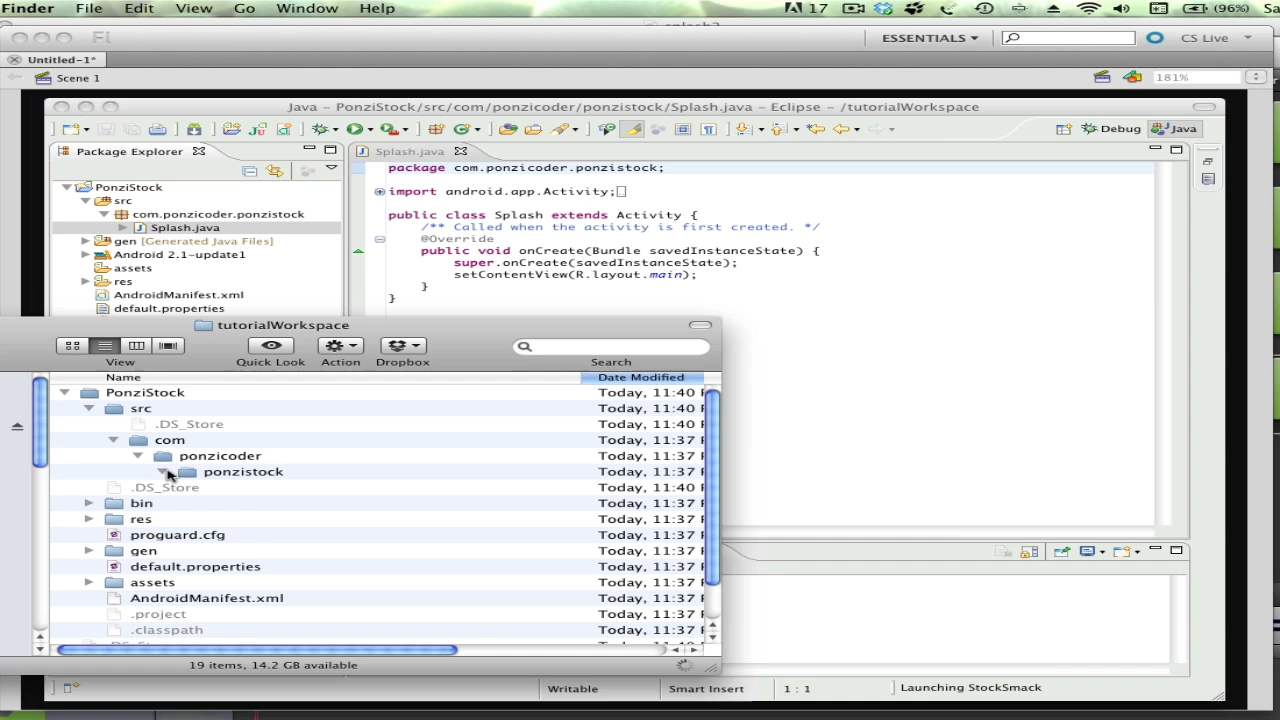 Finder File Edit View Go Window Help 17 (96%) Sa
splash2
Fl ESSENTIALS CS Live
Untitled-1*
Scene 1 181%
Java – PonziStock/src/com/ponzicoder/ponzistock/Splash.java – Eclipse – /tutorialWorkspace
Debug Java
Package Explorer
Splash.java
PonziStock
src
com.ponzicoder.ponzistock
Splash.java
gen [Generated Java Files]
Android 2.1-update1
assets
res
AndroidManifest.xml
default.properties
package com.ponzicoder.ponzistock;
import android.app.Activity;
public class Splash extends Activity {
/** Called when the activity is first created. */
@Override
public void onCreate(Bundle savedInstanceState) {
super.onCreate(savedInstanceState);
setContentView(R.layout.main);
}
}
tutorialWorkspace
View Quick Look Action Dropbox Search
Name Date Modified
PonziStock Today, 11:40
src Today, 11:40
.DS_Store Today, 11:40
com Today, 11:37
ponzicoder Today, 11:37
ponzistock Today, 11:37
.DS_Store Today, 11:40
bin Today, 11:37
res Today, 11:37
proguard.cfg Today, 11:37
gen Today, 11:37
default.properties Today, 11:37
assets Today, 11:37
AndroidManifest.xml Today, 11:37
.project Today, 11:37
.classpath Today, 11:37
19 items, 14.2 GB available
Writable Smart Insert 1 : 1 Launching StockSmack